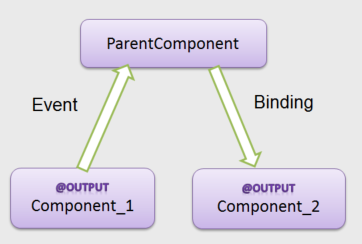 ParentComponent
Event
Binding
@OUTPUT
Component_1
@OUTPUT
Component_2